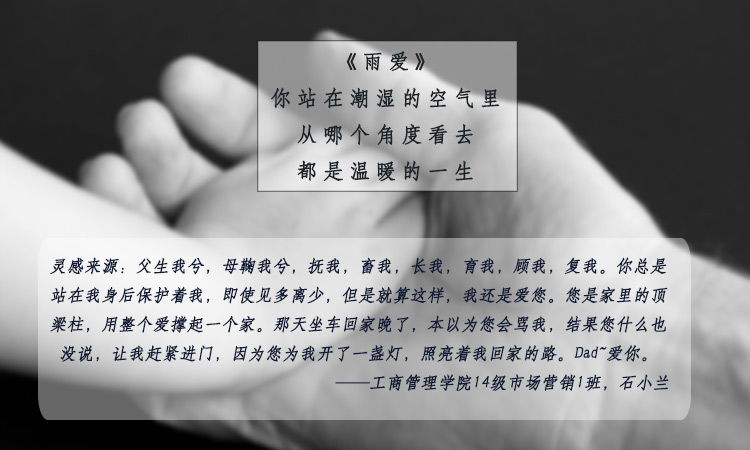 《雨爱》
你站在潮湿的空气里
从哪个角度看去
都是温暖的一生
灵感来源：父生我兮，母鞠我兮，抚我，畜我，长我，育我，顾我，复我。你总是
站在我身后保护着我，即使见多离少，但是就算这样，我还是爱您。您是家里的顶
梁柱，用整个爱撑起一个家。那天坐车回家晚了，本以为您会骂我，结果您什么也
没说，让我赶紧进门，因为您为我开了一盏灯，照亮着我回家的路。Dad~爱你。
——工商管理学院14级市场营销1班，石小兰